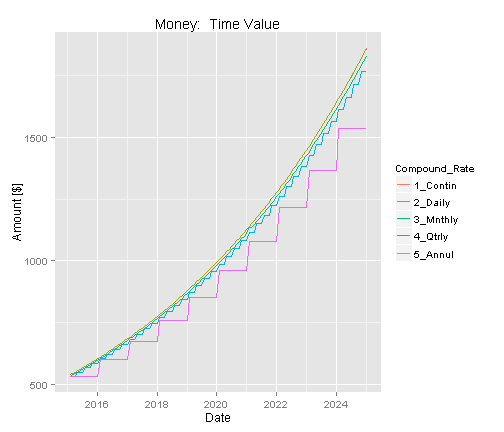 Money:  Time Value
1500
1000
500
Amount [$]
2016
2018
2020
2022
2024
Date
Compound_Rate
1_Contin
2_Daily
3_Mnthly
4_Qtrly
5_Annul